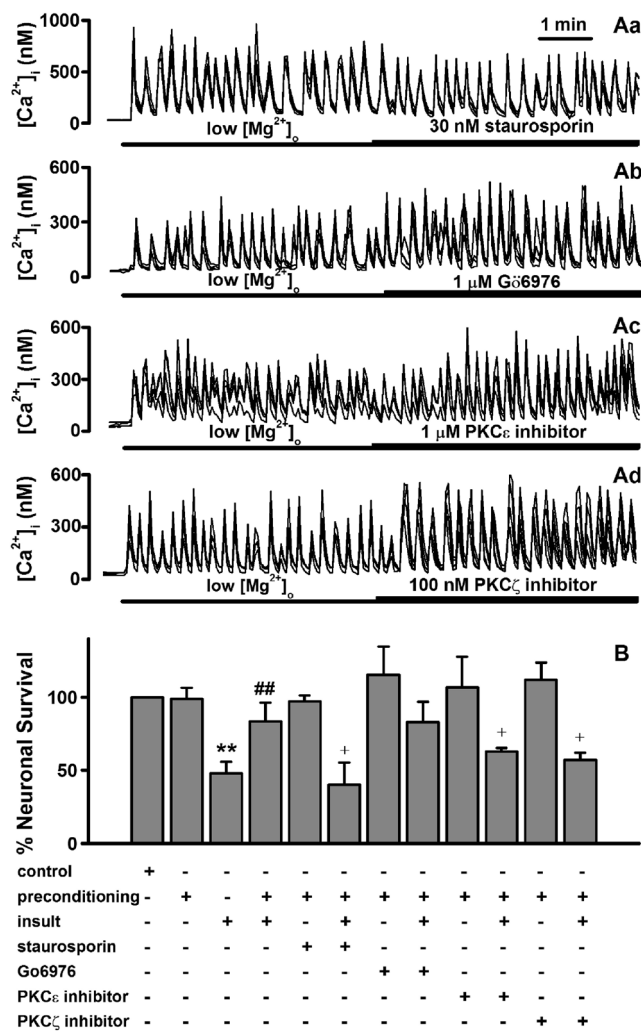 1000
500
0
[Ca²⁺]ᵢ (nM)
1 min
Aa
low [Mg²⁺]ₒ
30 nM staurosporin
600
300
0
[Ca²⁺]ᵢ (nM)
Ab
low [Mg²⁺]ₒ
1 μM Gö6976
600
300
0
[Ca²⁺]ᵢ (nM)
Ac
low [Mg²⁺]ₒ
1 μM PKCε inhibitor
600
300
0
[Ca²⁺]ᵢ (nM)
Ad
low [Mg²⁺]ₒ
100 nM PKCζ inhibitor
B
% Neuronal Survival
100
50
0
** ## + + +
control + - - - - - - - - - - -
preconditioning - + - + + + + + + + + +
insult - - + + - + - + - + - +
staurosporin - - - - + + - - - - - -
Go6976 - - - - - - + + - - - -
PKCε inhibitor - - - - - - - - + + - -
PKCζ inhibitor - - - - - - - - - - + +